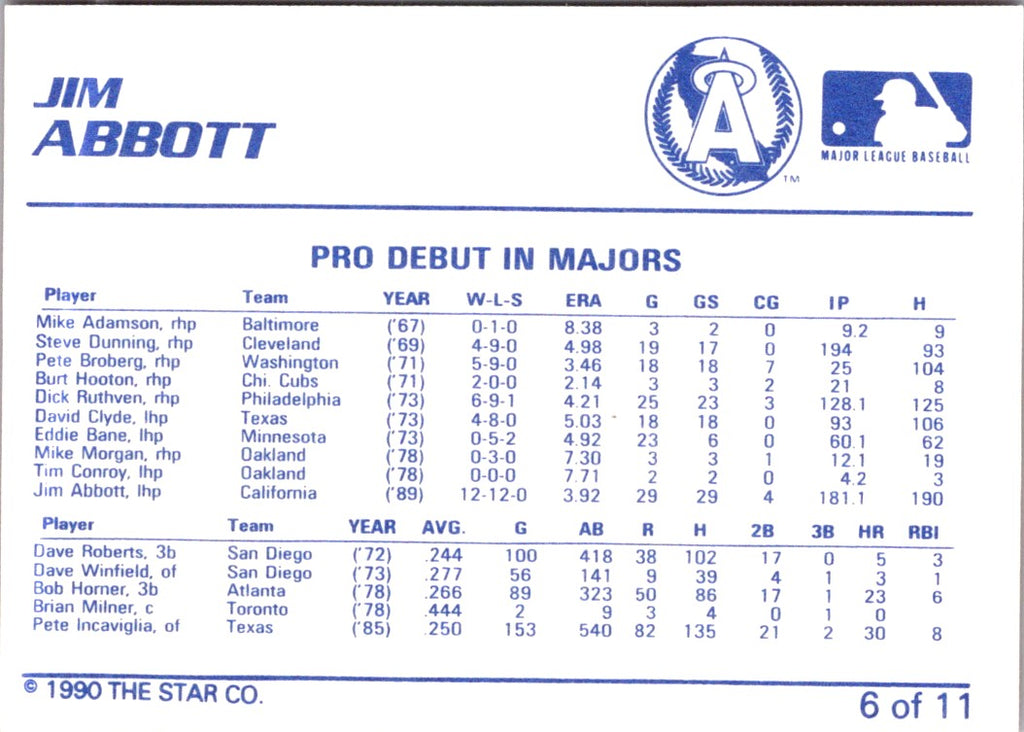 JIM
ABBOTT
A
TM
MAJOR LEAGUE BASEBALL
PRO DEBUT IN MAJORS
Player Team YEAR W-L-S ERA G GS CG IP H
Mike Adamson, rhp Baltimore ('67) 0-1-0 8.38 3 2 0 9.2 9
Steve Dunning, rhp Cleveland ('69) 4-9-0 4.98 19 17 0 194 93
Pete Broberg, rhp Washington ('71) 5-9-0 3.46 18 18 7 25 104
Burt Hooton, rhp Chi. Cubs ('71) 2-0-0 2.14 3 3 2 21 8
Dick Ruthven, rhp Philadelphia ('73) 6-9-1 4.21 25 23 3 128.1 125
David Clyde, lhp Texas ('73) 4-8-0 5.03 18 18 0 93 106
Eddie Bane, lhp Minnesota ('73) 0-5-2 4.92 23 6 0 60.1 62
Mike Morgan, rhp Oakland ('78) 0-3-0 7.30 3 3 1 12.1 19
Tim Conroy, lhp Oakland ('78) 0-0-0 7.71 2 2 0 4.2 3
Jim Abbott, lhp California ('89) 12-12-0 3.92 29 29 4 181.1 190
Player Team YEAR AVG. G AB R H 2B 3B HR RBI
Dave Roberts, 3b San Diego ('72) .244 100 418 38 102 17 0 5 3
Dave Winfield, of San Diego ('73) .277 56 141 9 39 4 1 3 1
Bob Horner, 3b Atlanta ('78) .266 89 323 50 86 17 1 23 6
Brian Milner, c Toronto ('78) .444 2 9 3 4 0 1 0
Pete Incaviglia, of Texas ('85) .250 153 540 82 135 21 2 30 8
© 1990 THE STAR CO.
6 of 11